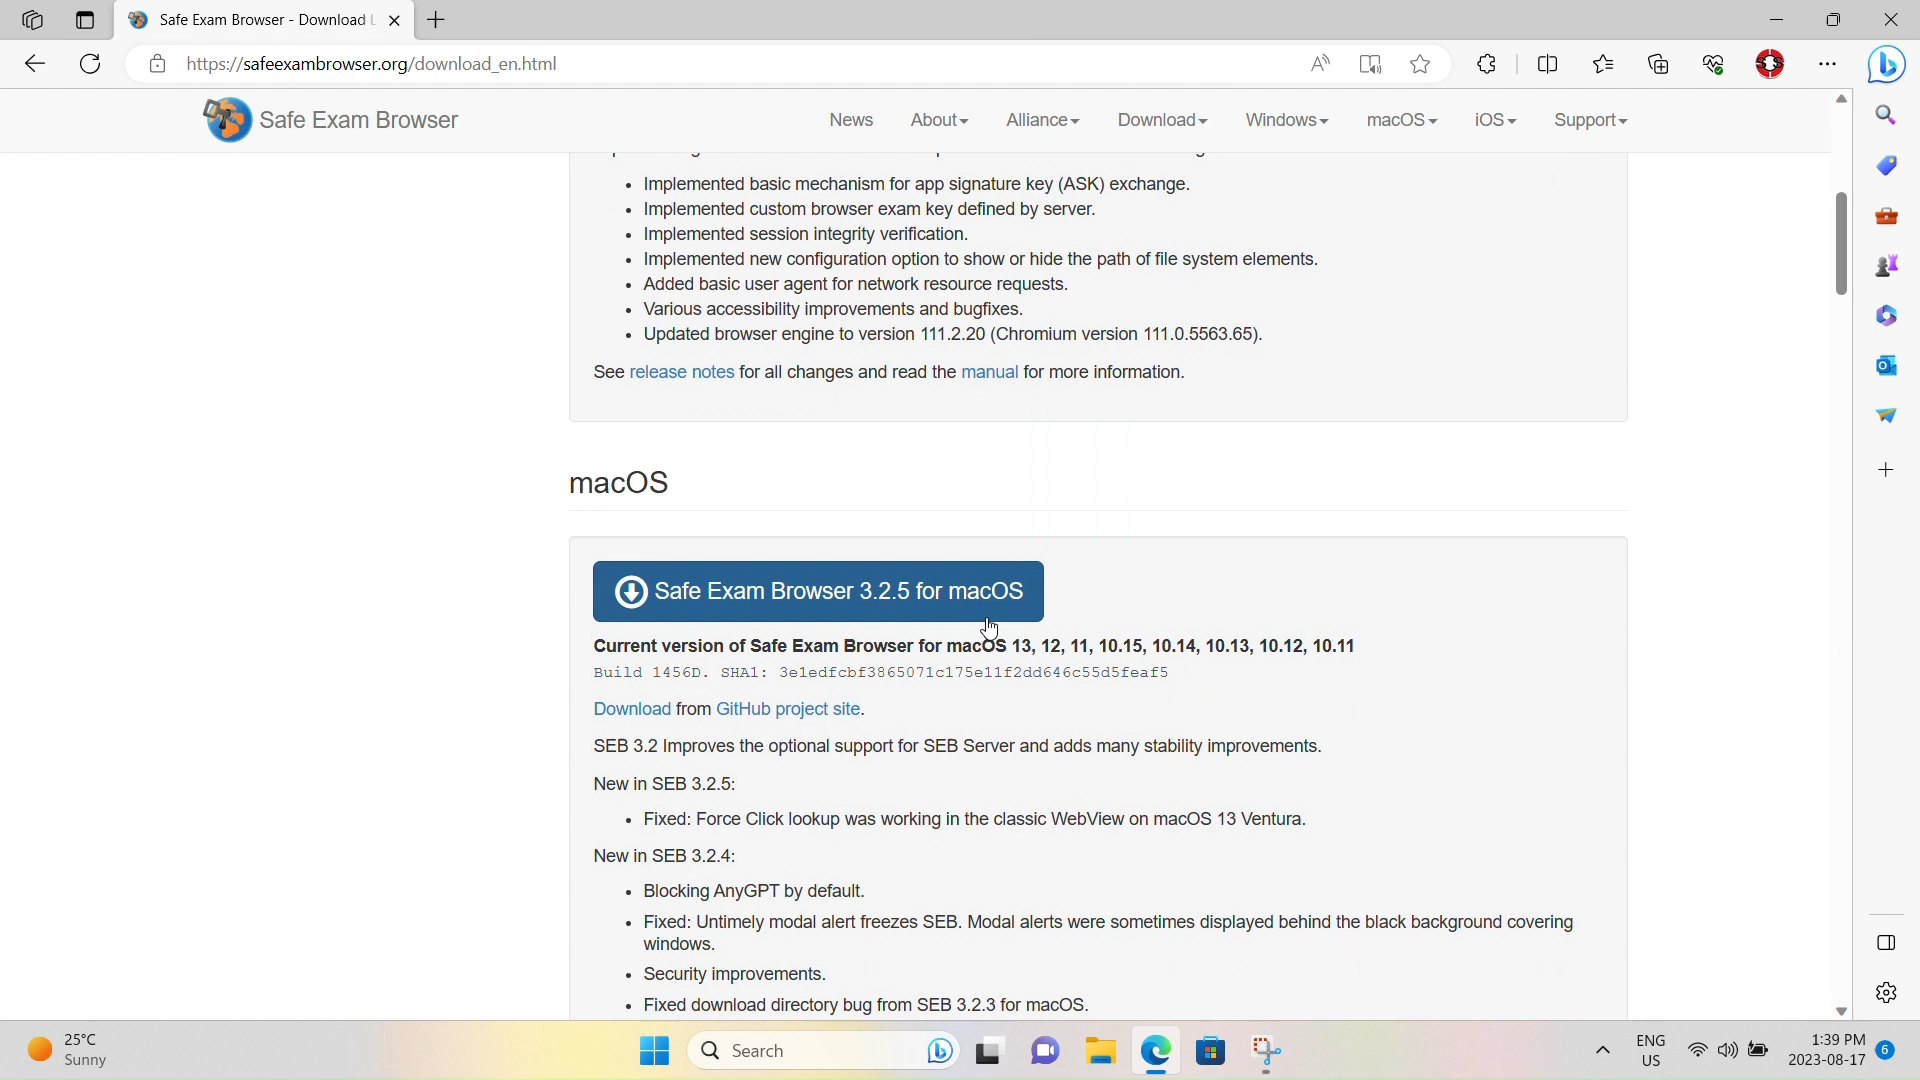 Safe Exam Browser - Download
https://safeexambrowser.org/download_en.html
Safe Exam Browser
News About Alliance Download Windows macOS iOS Support
Implemented basic mechanism for app signature key (ASK) exchange.
Implemented custom browser exam key defined by server.
Implemented session integrity verification.
Implemented new configuration option to show or hide the path of file system elements.
Added basic user agent for network resource requests.
Various accessibility improvements and bugfixes.
Updated browser engine to version 111.2.20 (Chromium version 111.0.5563.65).
See release notes for all changes and read the manual for more information.
macOS
Safe Exam Browser 3.2.5 for macOS
Current version of Safe Exam Browser for macOS 13, 12, 11, 10.15, 10.14, 10.13, 10.12, 10.11
Build 1456D. SHA1: 3e1edfcbf3865071c175e11f2dd646c55d5feaf5
Download from GitHub project site.
SEB 3.2 Improves the optional support for SEB Server and adds many stability improvements.
New in SEB 3.2.5:
Fixed: Force Click lookup was working in the classic WebView on macOS 13 Ventura.
New in SEB 3.2.4:
Blocking AnyGPT by default.
Fixed: Untimely modal alert freezes SEB. Modal alerts were sometimes displayed behind the black background covering
windows.
Security improvements.
Fixed download directory bug from SEB 3.2.3 for macOS.
25°C
Sunny
Search
ENG
US
1:39 PM
2023-08-17
6